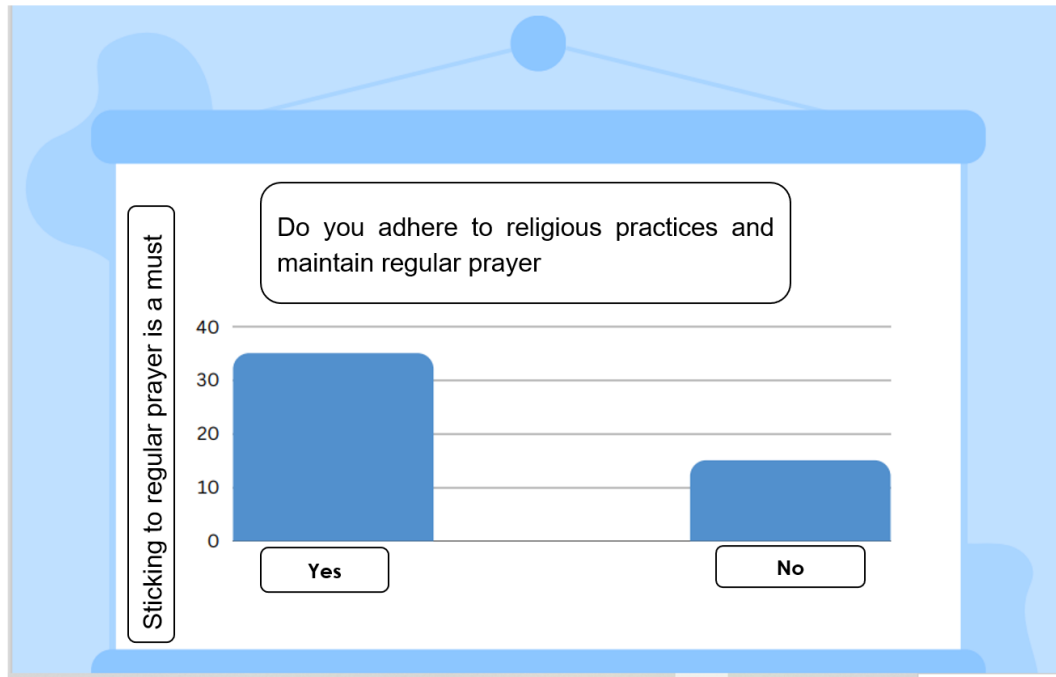 Do you adhere to religious practices and
maintain regular prayer
Sticking to regular prayer is a must
40
30
20
10
0
Yes
No